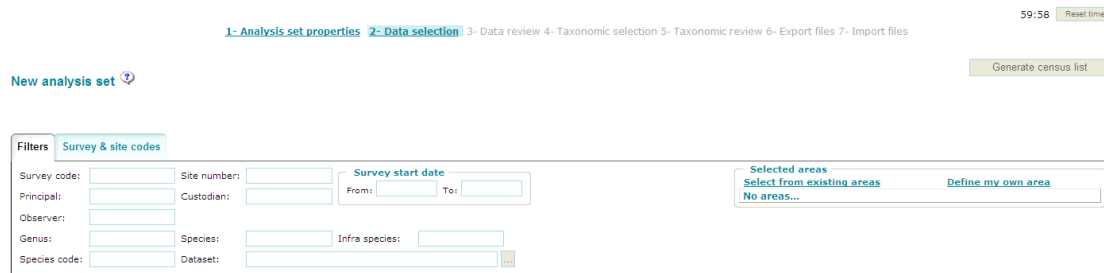 59:58 Reset time
1- Analysis set properties 2- Data selection 3- Data review 4- Taxonomic selection 5- Taxonomic review 6- Export files 7- Import files
Generate census list
New analysis set ?
Filters Survey & site codes
Survey code: Site number: Survey start date Selected areas
From: To: Select from existing areas Define my own area
Principal: Custodian: No areas...
Observer:
Genus: Species: Infra species:
Species code: Dataset: ...